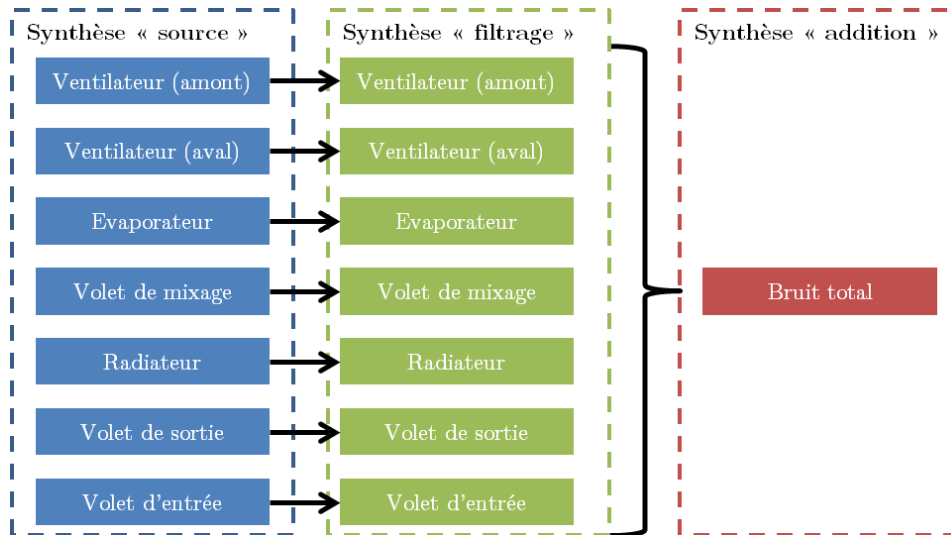 Synthèse « source »
Ventilateur (amont)
Ventilateur (aval)
Evaporateur
Volet de mixage
Radiateur
Volet de sortie
Volet d'entrée
Synthèse « filtrage »
Ventilateur (amont)
Ventilateur (aval)
Evaporateur
Volet de mixage
Radiateur
Volet de sortie
Volet d'entrée
Synthèse « addition »
Bruit total